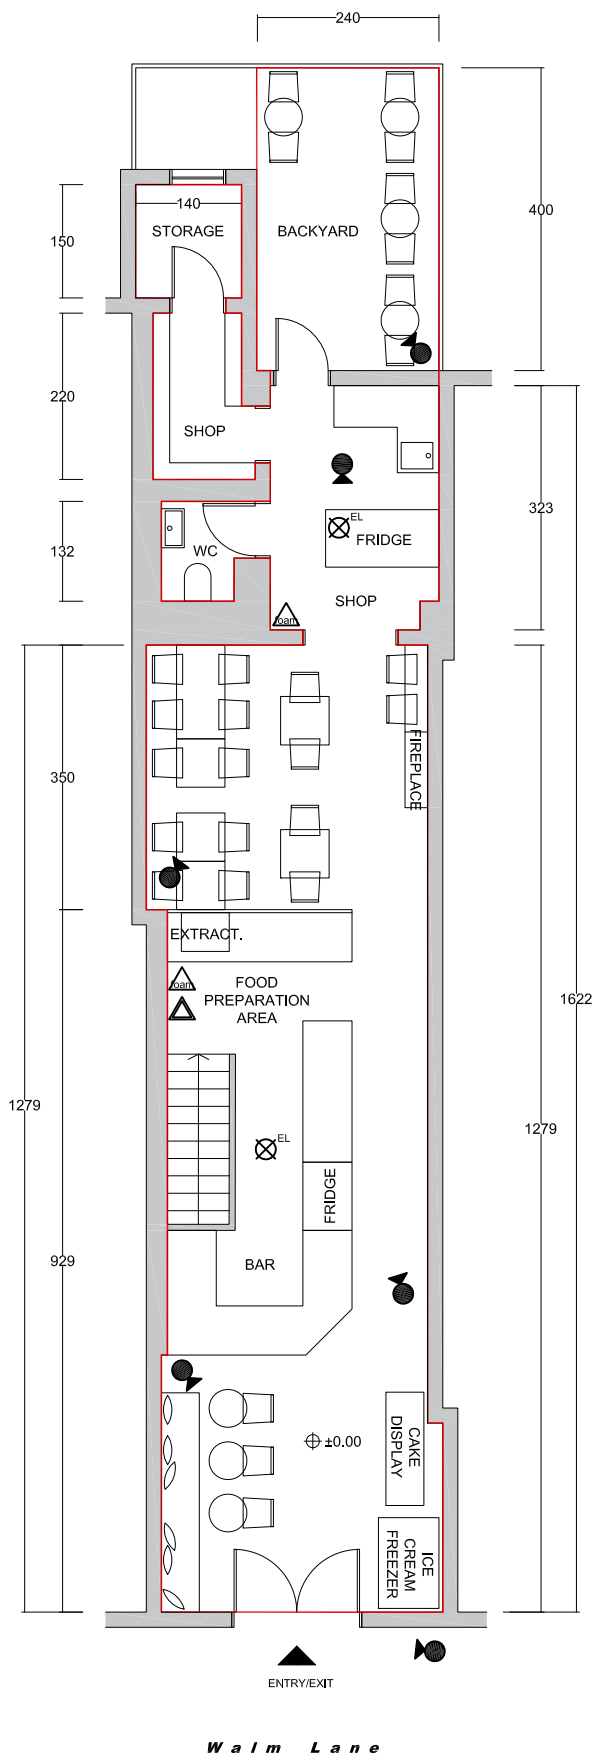 240
140
STORAGE
BACKYARD
150
400
220
SHOP
323
EL
FRIDGE
132
WC
SHOP
foam
FIREPLACE
350
EXTRACT.
foam
FOOD
PREPARATION
AREA
1622
1279
1279
EL
FRIDGE
929
BAR
±0.00
CAKE
DISPLAY
ICE
CREAM
FREEZER
ENTRY/EXIT
Walm Lane